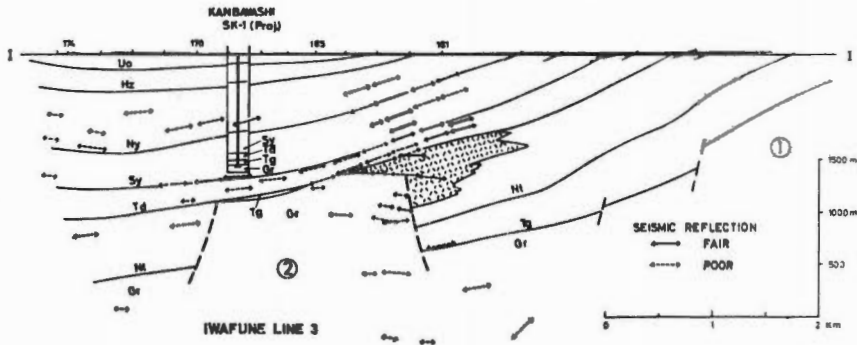 KANBAYASHI
SK-1 (Proj.)
174 170 165 161
I I
Uo
Hz
Ny
Sy
Td
Tg
Gr
Sy
Td
Tg
Gr
Nt
Gr
Nt
Tg
Gr
①
②
1500 m
1000 m
500
SEISMIC REFLECTION
FAIR
POOR
0 1 2 Km
IWAFUNE LINE 3